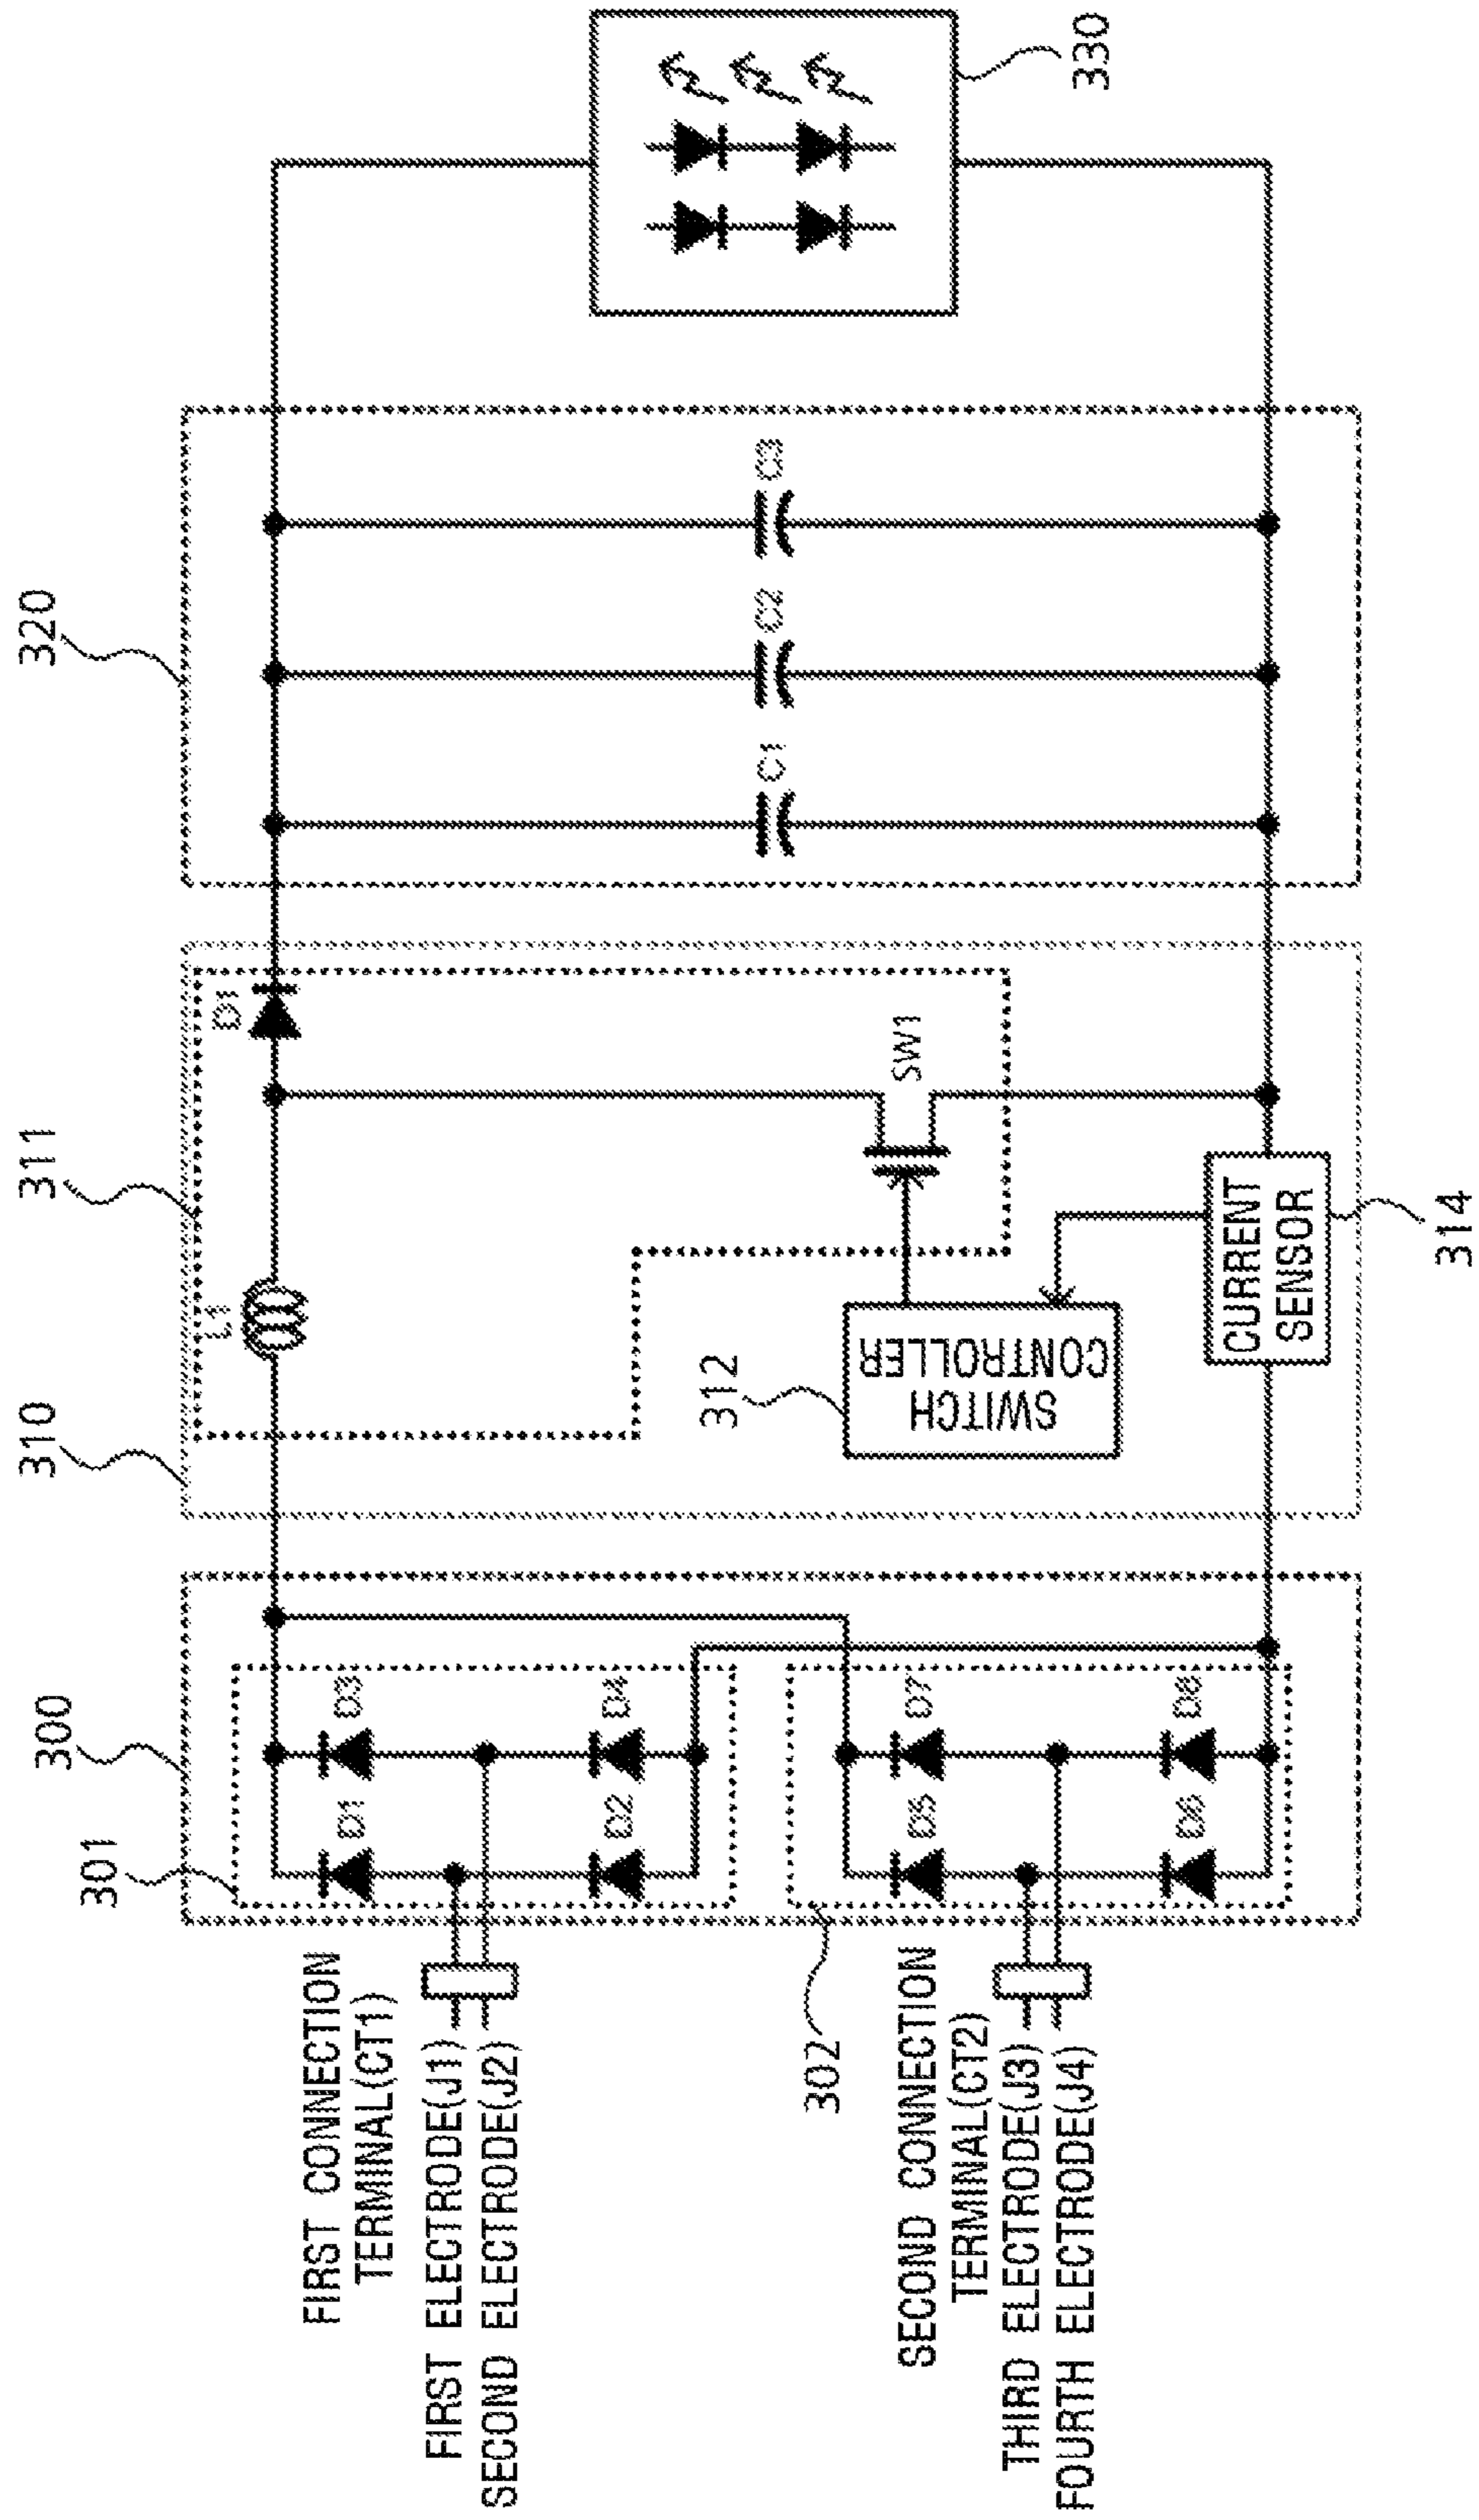 300
301
310
311
320
D1
D3
L1
D1
D2
D4
C1
C2
C3
FIRST CONNECTION
TERMINAL(CT1)
FIRST ELECTRODE(J1)
SECOND ELECTRODE(J2)
312
SWITCH
CONTROLLER
SW1
302
D5
D7
D6
D8
SECOND CONNECTION
TERMINAL(CT2)
THIRD ELECTRODE(J3)
FOURTH ELECTRODE(J4)
CURRENT
SENSOR
314
330